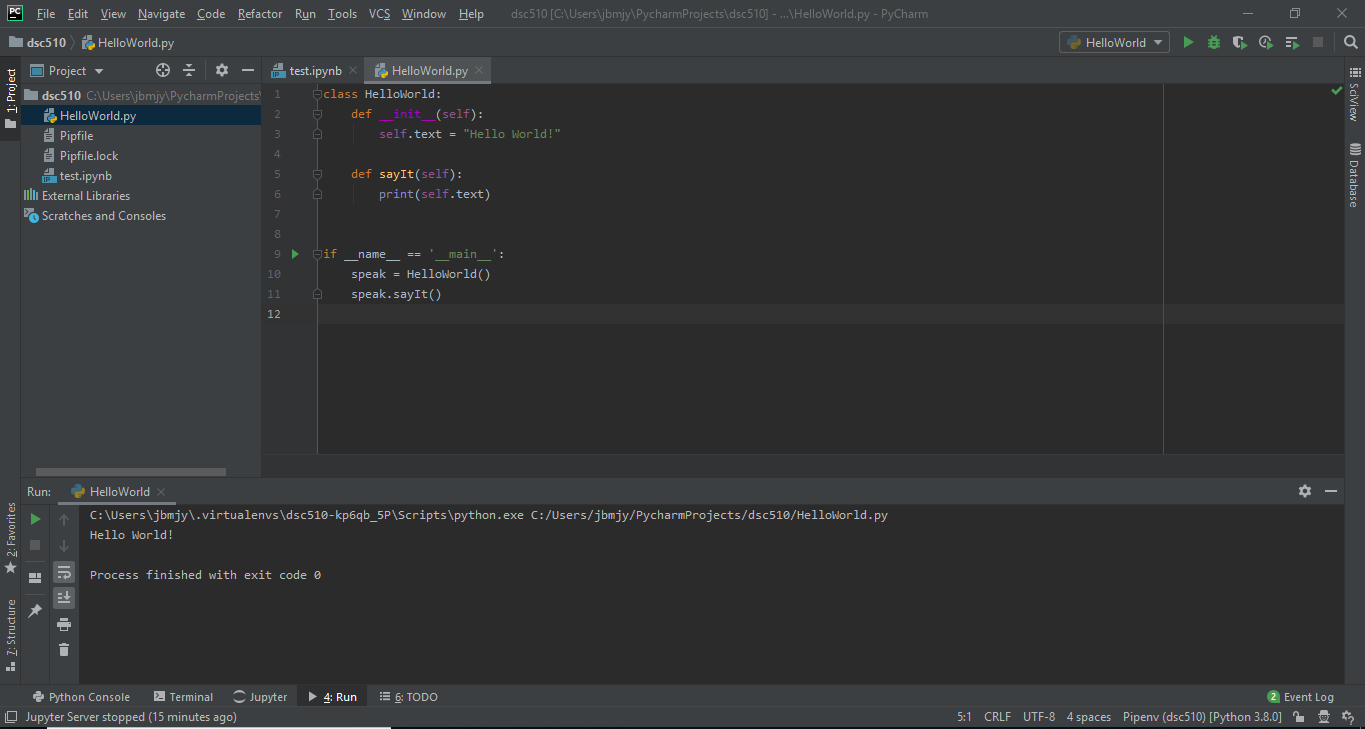 PC File Edit View Navigate Code Refactor Run Tools VCS Window Help dsc510 [C:\Users\jbmjy\PycharmProjects\dsc510] - ...\HelloWorld.py - PyCharm
dsc510 HelloWorld.py HelloWorld
1: Project
Project test.ipynb HelloWorld.py
dsc510 C:\Users\jbmjy\PycharmProjects\
HelloWorld.py
Pipfile
Pipfile.lock
test.ipynb
External Libraries
Scratches and Consoles
1 class HelloWorld:
2     def __init__(self):
3         self.text = "Hello World!"
4
5     def sayIt(self):
6         print(self.text)
7
8
9 if __name__ == '__main__':
10     speak = HelloWorld()
11     speak.sayIt()
12
SciView
Database
Run: HelloWorld
C:\Users\jbmjy\.virtualenvs\dsc510-kp6qb_5P\Scripts\python.exe C:/Users/jbmjy/PycharmProjects/dsc510/HelloWorld.py
Hello World!
Process finished with exit code 0
2: Favorites
7: Structure
Python Console Terminal Jupyter 4: Run 6: TODO 2 Event Log
Jupyter Server stopped (15 minutes ago) 5:1 CRLF UTF-8 4 spaces Pipenv (dsc510) [Python 3.8.0]